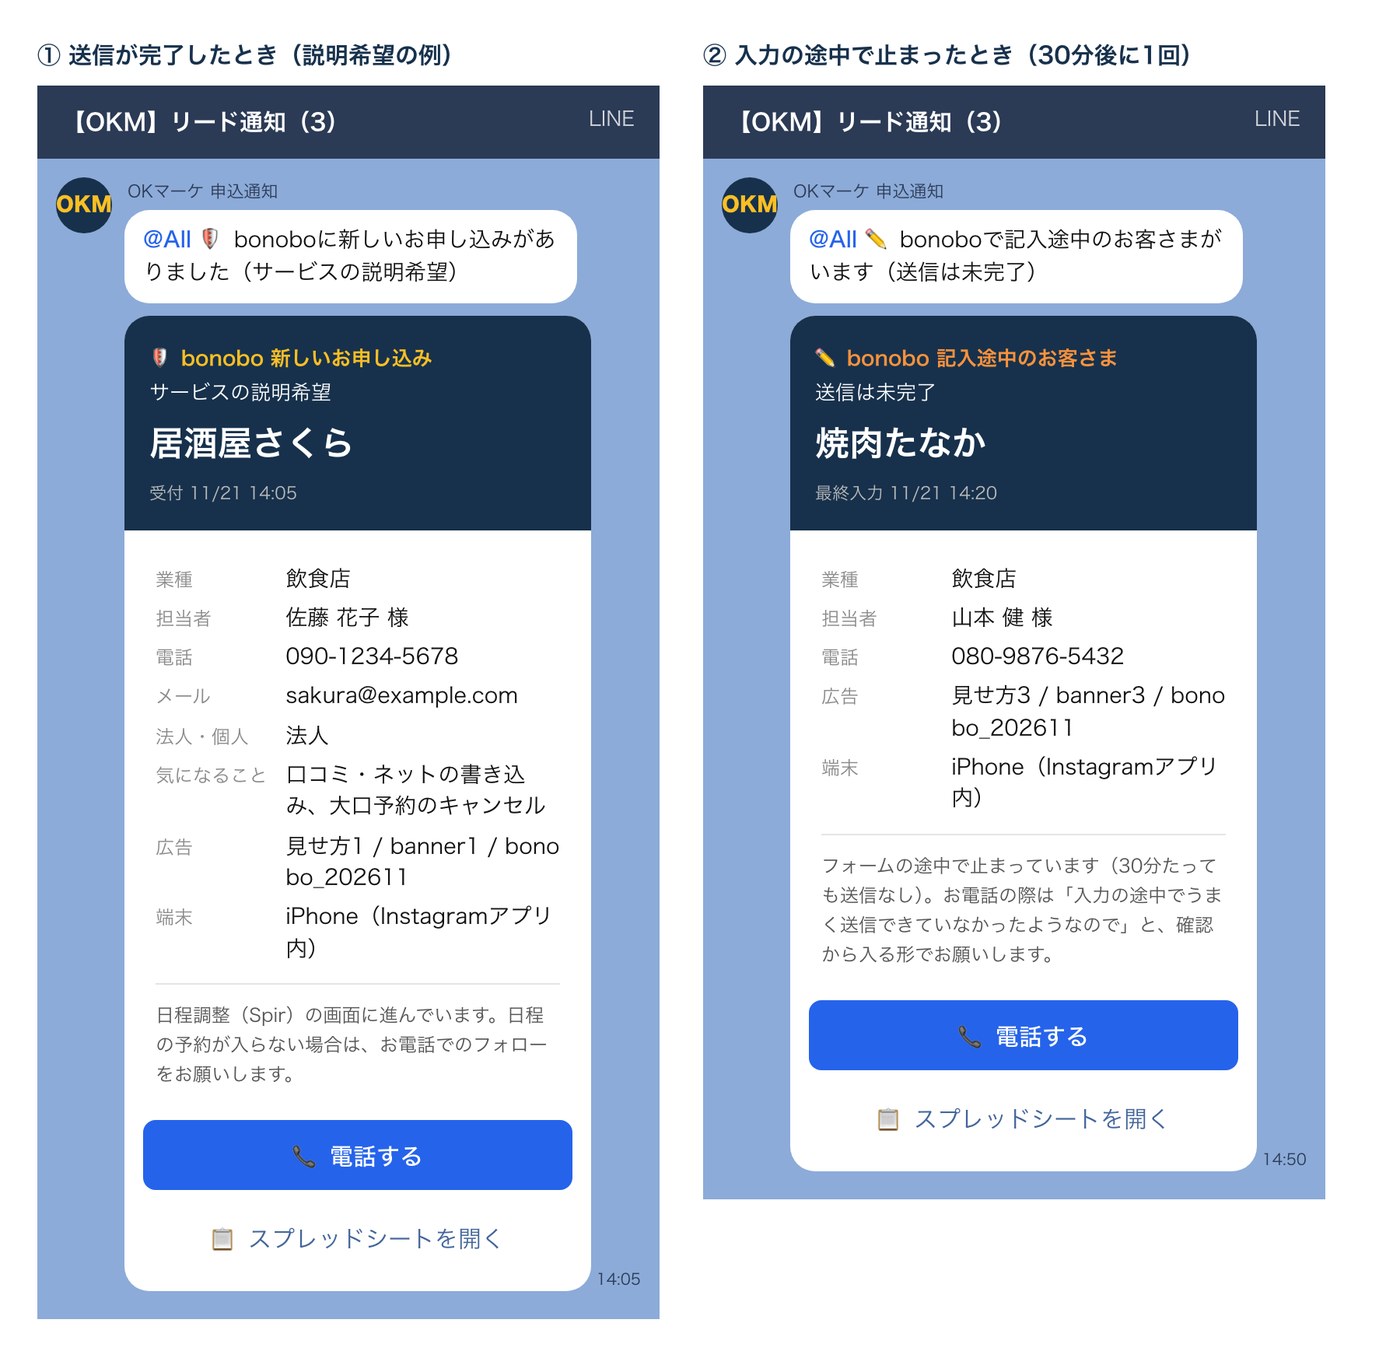 ① 送信が完了したとき（説明希望の例）
【OKM】リード通知（3）
LINE
OKM
OKマーケ 申込通知
@All 🛡️ bonoboに新しいお申し込みがあ
りました（サービスの説明希望）
🛡️ bonobo 新しいお申し込み
サービスの説明希望
居酒屋さくら
受付 11/21 14:05
業種 飲食店
担当者 佐藤 花子 様
電話 090-1234-5678
メール sakura@example.com
法人・個人 法人
気になること 口コミ・ネットの書き込
み、大口予約のキャンセル
広告 見せ方1 / banner1 / bono
bo_202611
端末 iPhone（Instagramアプリ
内）
日程調整（Spir）の画面に進んでいます。日程
の予約が入らない場合は、お電話でのフォロー
をお願いします。
📞 電話する
📋 スプレッドシートを開く
14:05
② 入力の途中で止まったとき（30分後に1回）
【OKM】リード通知（3）
LINE
OKM
OKマーケ 申込通知
@All ✏️ bonoboで記入途中のお客さまが
います（送信は未完了）
✏️ bonobo 記入途中のお客さま
送信は未完了
焼肉たなか
最終入力 11/21 14:20
業種 飲食店
担当者 山本 健 様
電話 080-9876-5432
広告 見せ方3 / banner3 / bono
bo_202611
端末 iPhone（Instagramアプリ
内）
フォームの途中で止まっています（30分たって
も送信なし）。お電話の際は「入力の途中でうま
く送信できていなかったようなので」と、確認
から入る形でお願いします。
📞 電話する
📋 スプレッドシートを開く
14:50